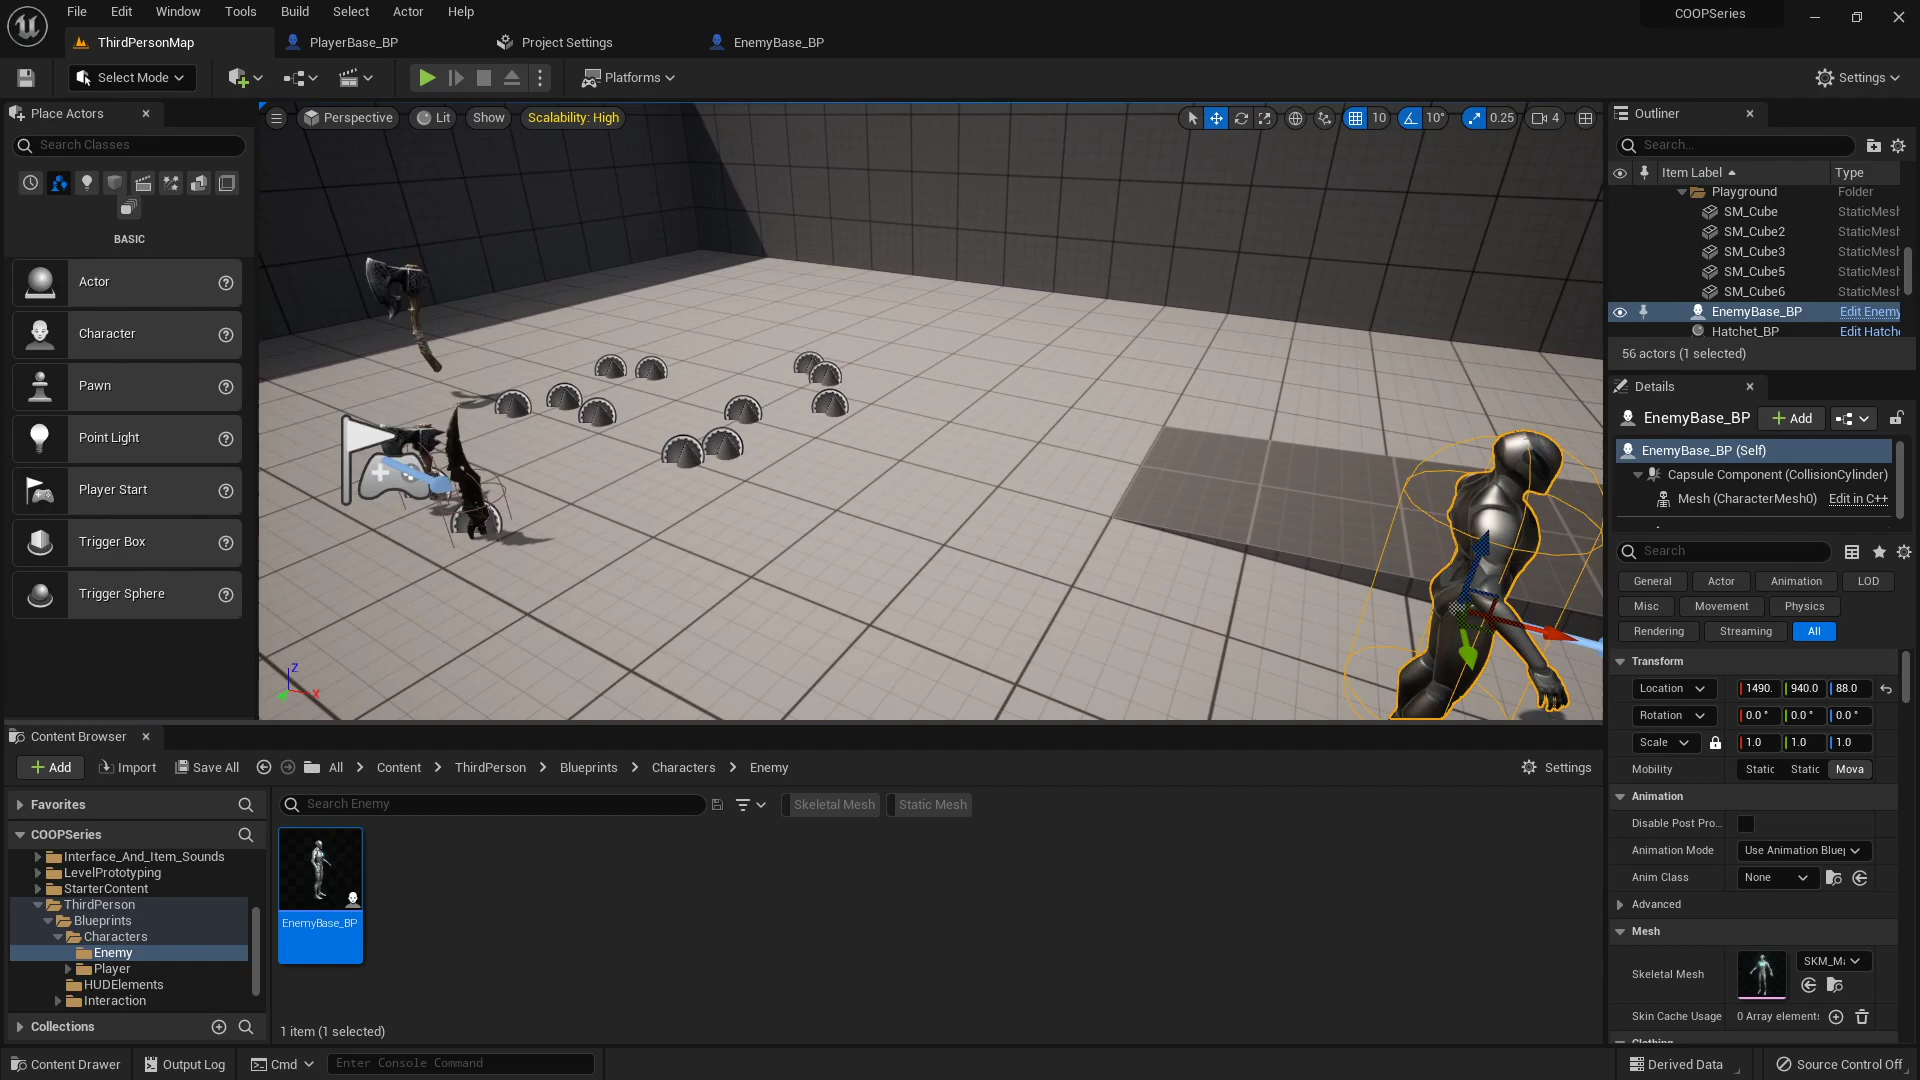 File Edit Window Tools Build Select Actor Help
COOPSeries
ThirdPersonMap PlayerBase_BP Project Settings EnemyBase_BP
Select Mode Platforms Settings
Place Actors
Search Classes
BASIC
Actor
Character
Pawn
Point Light
Player Start
Trigger Box
Trigger Sphere
Perspective Lit Show Scalability: High 10 10° 0.25 4
Z
X
Outliner
Search...
Item Label Type
Playground Folder
SM_Cube StaticMesh
SM_Cube2 StaticMesh
SM_Cube3 StaticMesh
SM_Cube5 StaticMesh
SM_Cube6 StaticMesh
EnemyBase_BP Edit Enemy
Hatchet_BP Edit Hatche
56 actors (1 selected)
Details
EnemyBase_BP Add
EnemyBase_BP (Self)
Capsule Component (CollisionCylinder)
Mesh (CharacterMesh0) Edit in C++
Search
General Actor Animation LOD
Misc Movement Physics
Rendering Streaming All
Transform
Location 1490. 940.0 88.0
Rotation 0.0° 0.0° 0.0°
Scale 1.0 1.0 1.0
Mobility Static Static Mova
Animation
Disable Post Pro...
Animation Mode Use Animation Bluep
Anim Class None
Advanced
Mesh
Skeletal Mesh SKM_Ma
Skin Cache Usage 0 Array elements
Clothing
Content Browser
Add Import Save All All > Content > ThirdPerson > Blueprints > Characters > Enemy Settings
Favorites
Search Enemy Skeletal Mesh Static Mesh
COOPSeries
Interface_And_Item_Sounds
LevelPrototyping
StarterContent
ThirdPerson
Blueprints
Characters
Enemy
Player
HUDElements
Interaction
Collections
EnemyBase_BP
1 item (1 selected)
Content Drawer Output Log Cmd Enter Console Command Derived Data Source Control Off